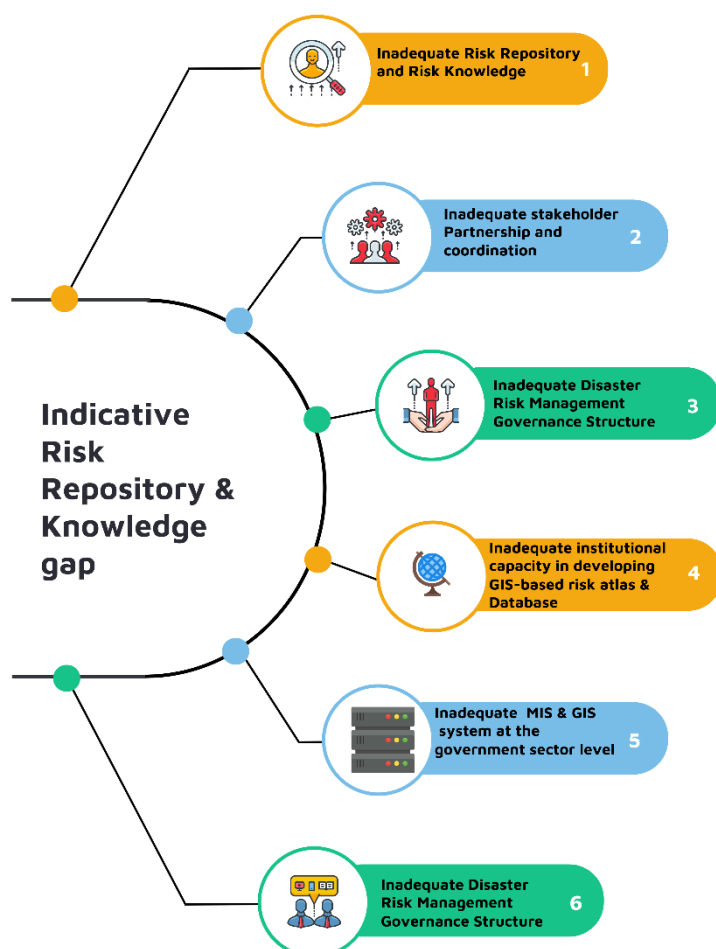 Inadequate Risk Repository
and Risk Knowledge
1
Inadequate stakeholder
Partnership and
coordination
2
Inadequate Disaster
Risk Management
Governance Structure
3
Indicative
Risk
Repository &
Knowledge
gap
Inadequate institutional
capacity in developing
GIS-based risk atlas &
Database
4
Inadequate MIS & GIS
system at the
government sector level
5
Inadequate Disaster
Risk Management
Governance Structure
6